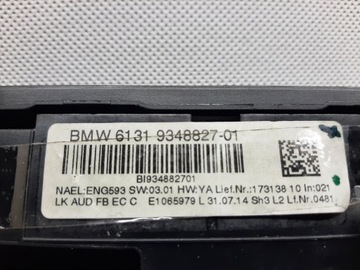 BMW 6131 9348827-01
BI934882701
NAEL:ENG593 SW:03.01 HW:YA Lief.Nr.:173138 10 In:021
LK AUD FB EC C E1065979 L 31.07.14 Sh3 L2 Lf.Nr.0481